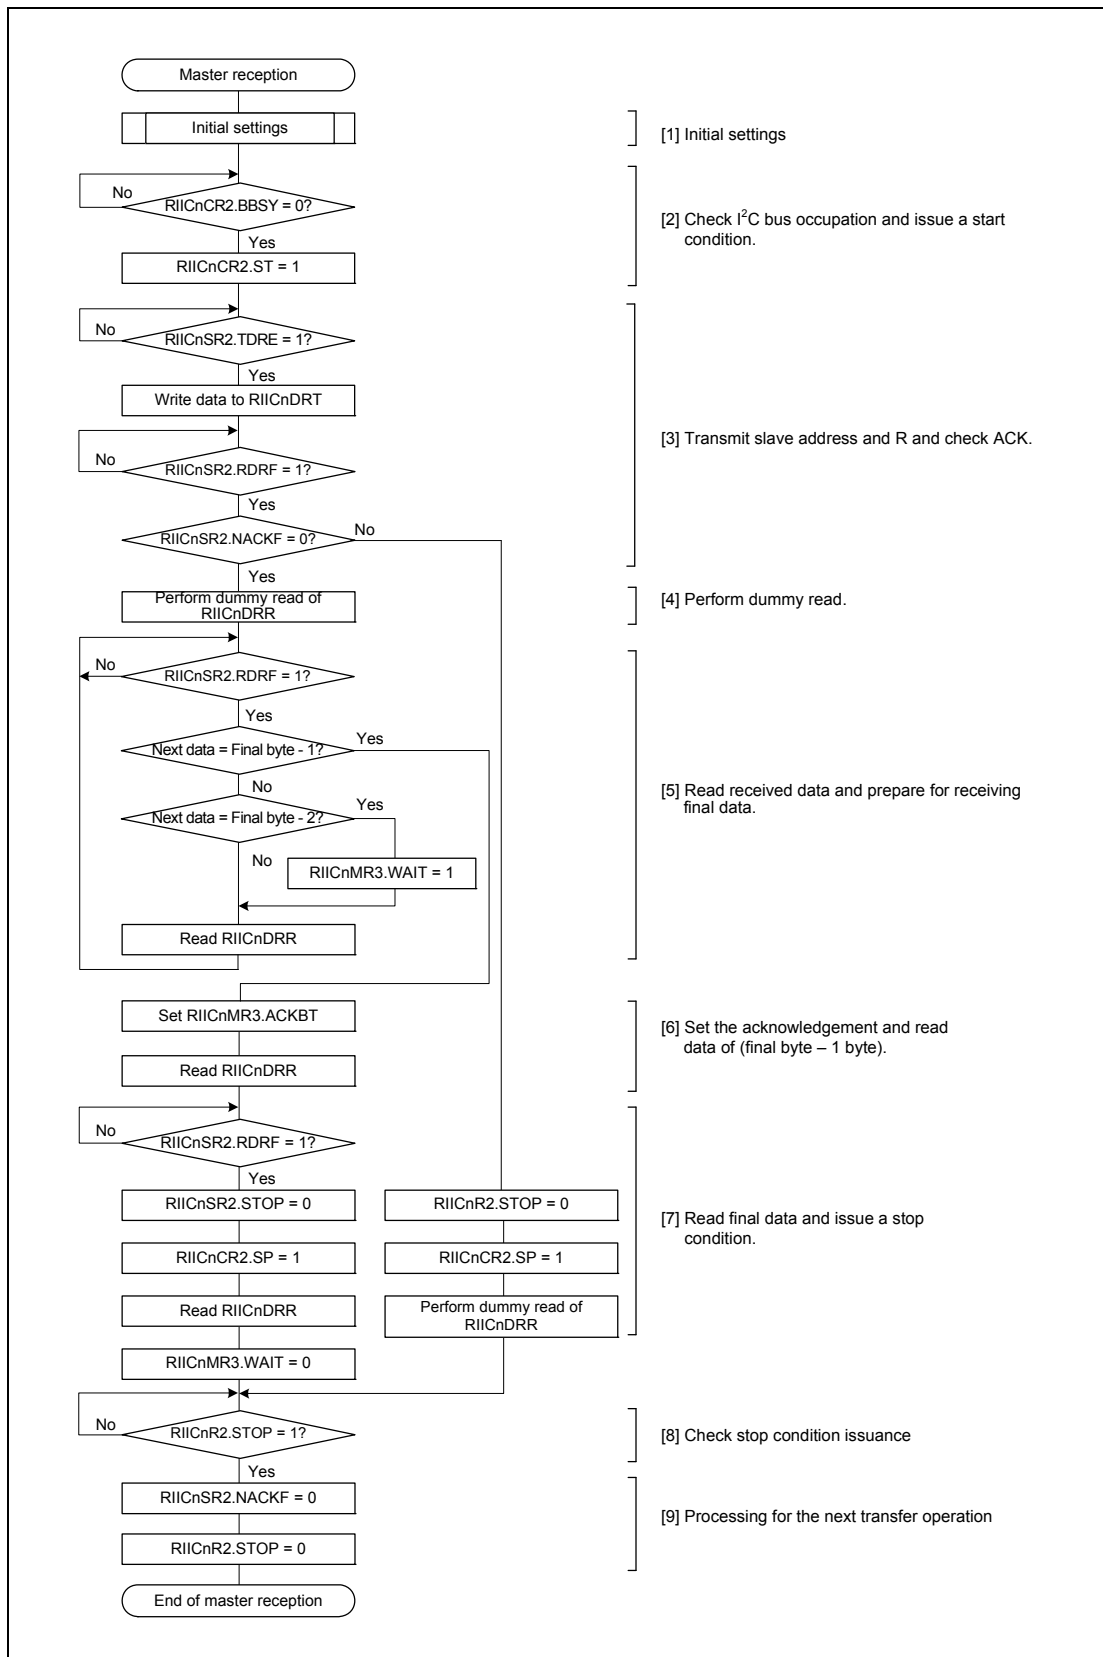 Master reception
Initial settings
[1] Initial settings
No
RIICnCR2.BBSY = 0?
Yes
RIICnCR2.ST = 1
[2] Check I²C bus occupation and issue a start
condition.
No
RIICnSR2.TDRE = 1?
Yes
Write data to RIICnDRT
No
RIICnSR2.RDRF = 1?
Yes
RIICnSR2.NACKF = 0?
No
Yes
[3] Transmit slave address and R and check ACK.
Perform dummy read of
RIICnDRR
[4] Perform dummy read.
No
RIICnSR2.RDRF = 1?
Yes
Next data = Final byte - 1?
Yes
No
Next data = Final byte - 2?
Yes
No
RIICnMR3.WAIT = 1
Read RIICnDRR
[5] Read received data and prepare for receiving
final data.
Set RIICnMR3.ACKBT
Read RIICnDRR
[6] Set the acknowledgement and read
data of (final byte – 1 byte).
No
RIICnSR2.RDRF = 1?
Yes
RIICnSR2.STOP = 0
RIICnCR2.SP = 1
Read RIICnDRR
RIICnMR3.WAIT = 0
RIICnR2.STOP = 0
RIICnCR2.SP = 1
Perform dummy read of
RIICnDRR
[7] Read final data and issue a stop
condition.
No
RIICnR2.STOP = 1?
Yes
[8] Check stop condition issuance
RIICnSR2.NACKF = 0
RIICnR2.STOP = 0
[9] Processing for the next transfer operation
End of master reception